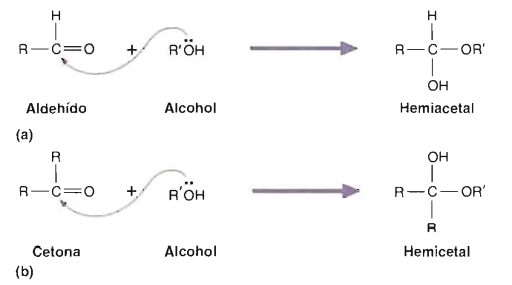 H H
R—C=O + R'ÖH R—C—OR'
OH
Aldehído Alcohol Hemiacetal
(a)
R OH
R—C=O + R'ÖH R—C—OR'
R
Cetona Alcohol Hemicetal
(b)